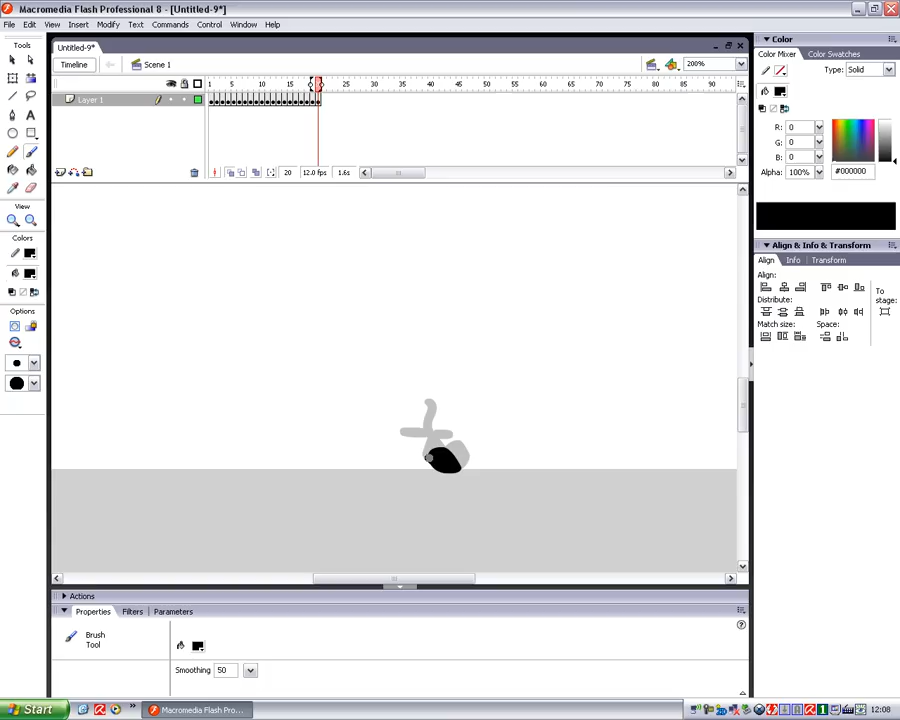 Macromedia Flash Professional 8 - [Untitled-9*]
File Edit View Insert Modify Text Commands Control Window Help
Tools
View
Colors
Options
Untitled-9*
Timeline
Scene 1
200%
1 5 10 15 25 30 35 40 45 50 55 60 65 70 75 80 85 90
Layer 1
20 12.0 fps 1.6s
Actions
Properties Filters Parameters
Brush
Tool
Smoothing 50
Color
Color Mixer Color Swatches
Type: Solid
R: 0
G: 0
B: 0
Alpha: 100% #000000
Align & Info & Transform
Align Info Transform
Align:
To
stage:
Distribute:
Match size: Space:
Start
Macromedia Flash Pro...
12:08